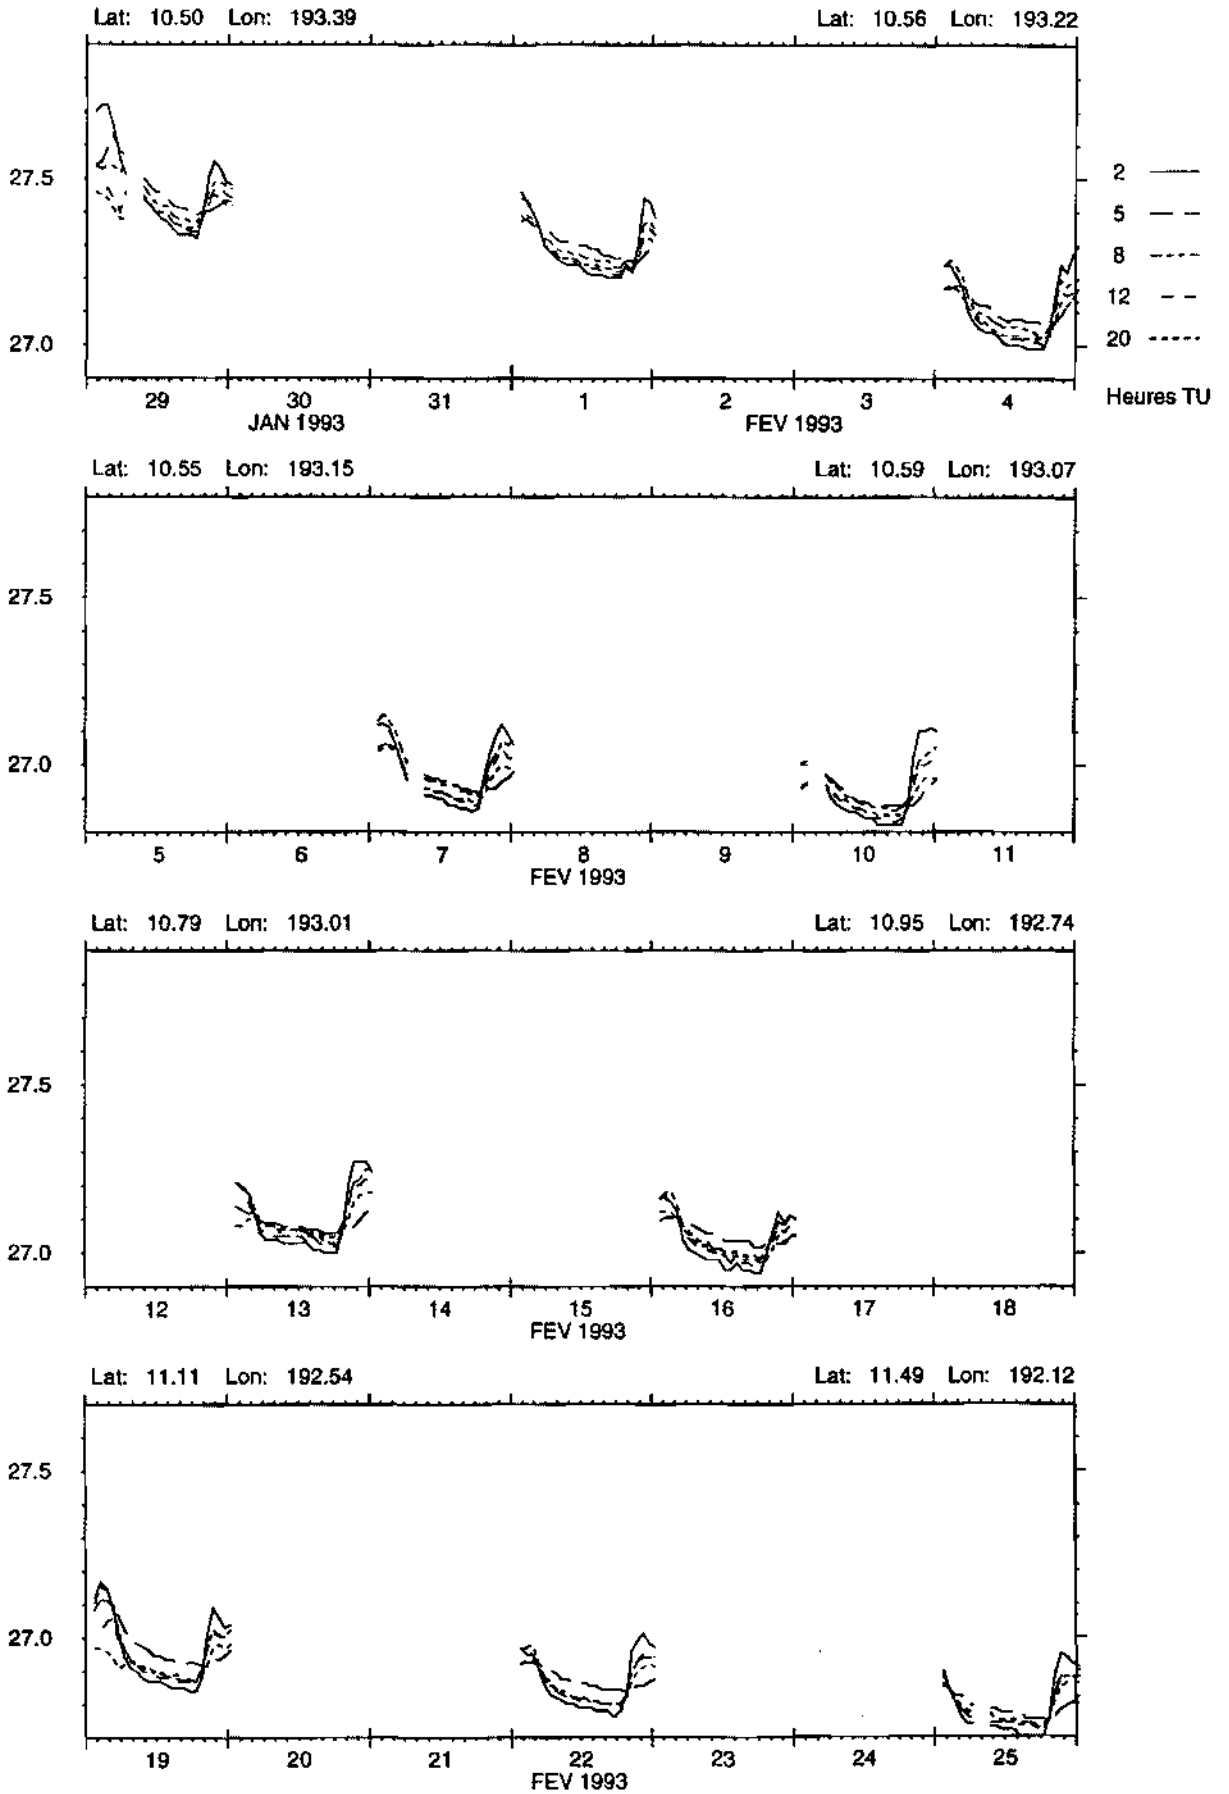 Lat: 10.50 Lon: 193.39 Lat: 10.56 Lon: 193.22
27.5
27.0
2
5
8
12
20
Heures TU
29 30 31 1 2 3 4
JAN 1993 FEV 1993
Lat: 10.55 Lon: 193.15 Lat: 10.59 Lon: 193.07
27.5
27.0
5 6 7 8 9 10 11
FEV 1993
Lat: 10.79 Lon: 193.01 Lat: 10.95 Lon: 192.74
27.5
27.0
12 13 14 15 16 17 18
FEV 1993
Lat: 11.11 Lon: 192.54 Lat: 11.49 Lon: 192.12
27.5
27.0
19 20 21 22 23 24 25
FEV 1993